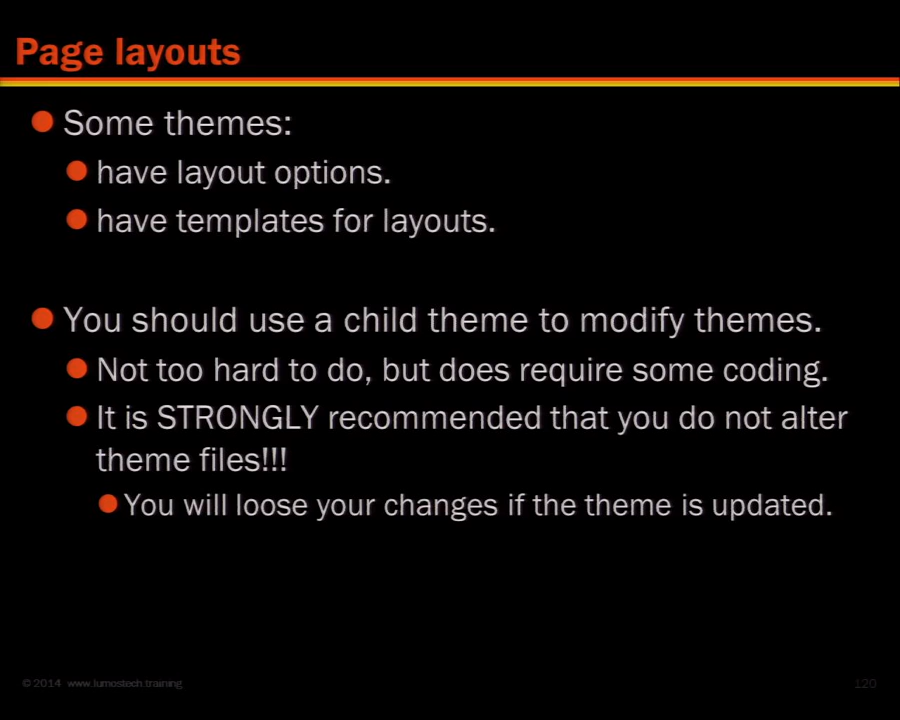 Page layouts
Some themes:
have layout options.
have templates for layouts.
You should use a child theme to modify themes.
Not too hard to do, but does require some coding.
It is STRONGLY recommended that you do not alter
theme files!!!
You will loose your changes if the theme is updated.
© 2014 www.lumostech.training
120